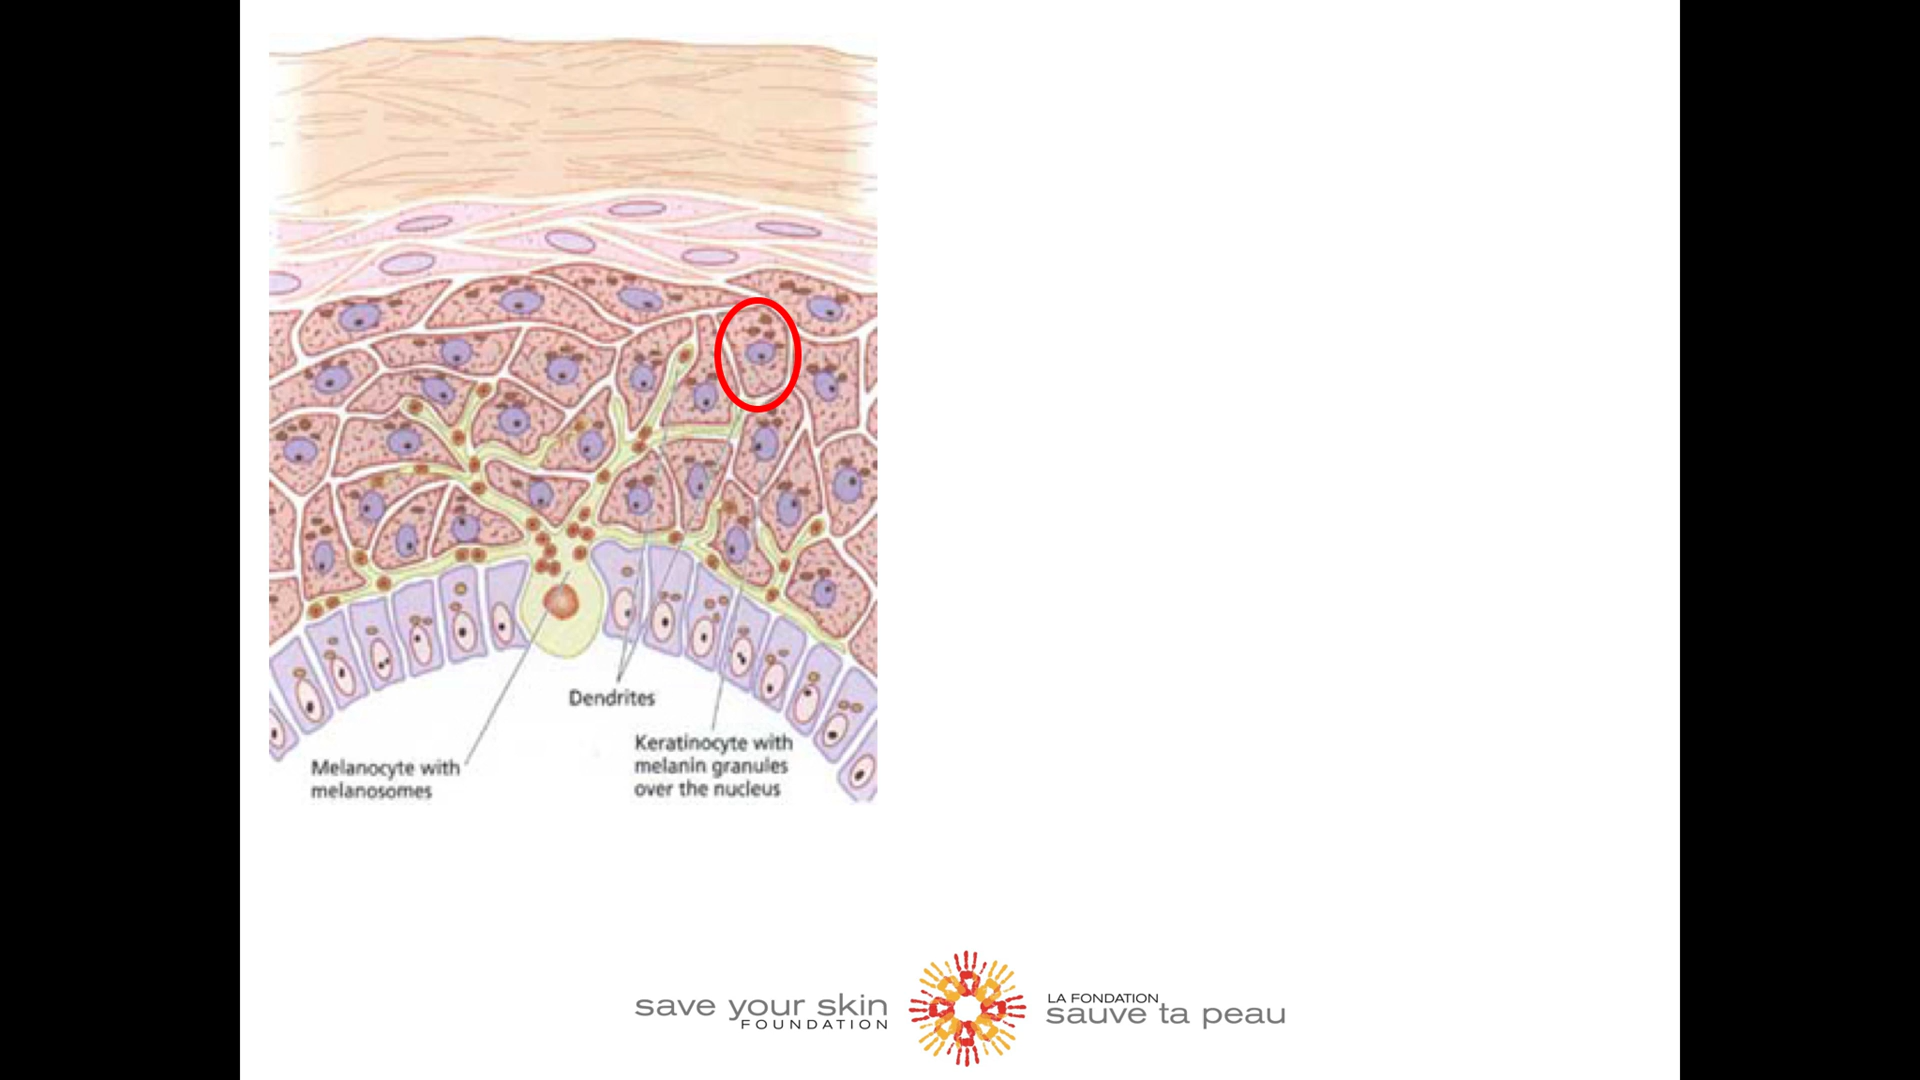 Dendrites
Keratinocyte with
melanin granules
over the nucleus
Melanocyte with
melanosomes
save your skin
FOUNDATION
LA FONDATION
sauve ta peau